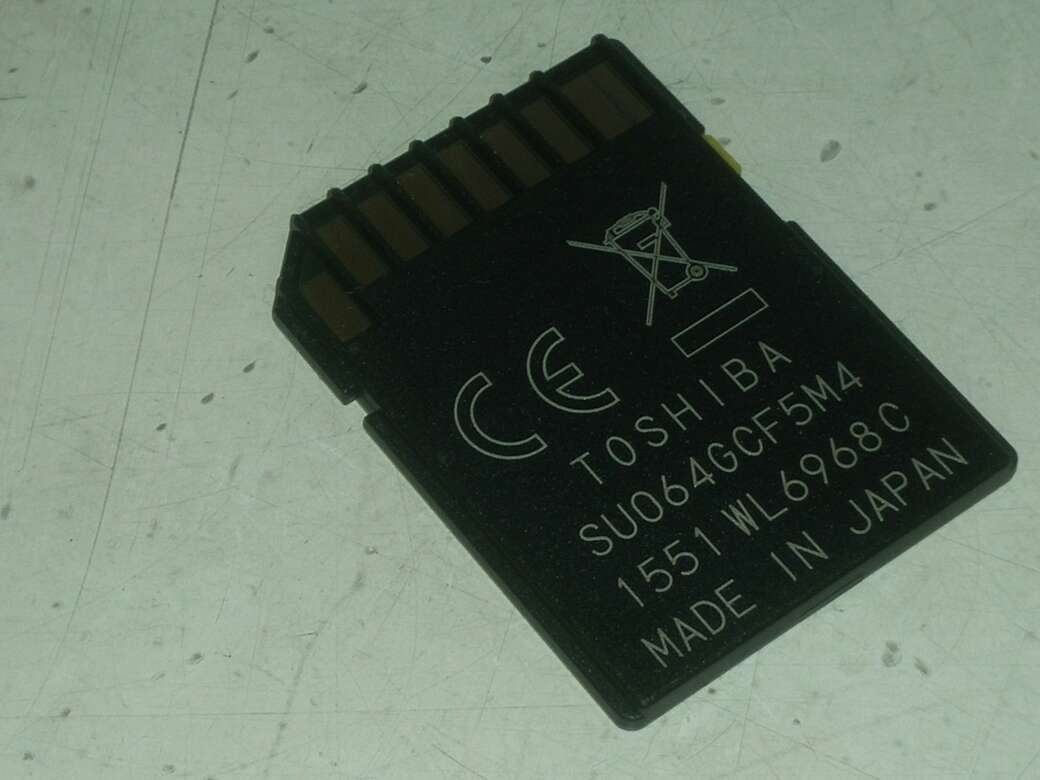 CE
TOSHIBA
SU064GCF5M4
1551 WL6968C
MADE IN JAPAN